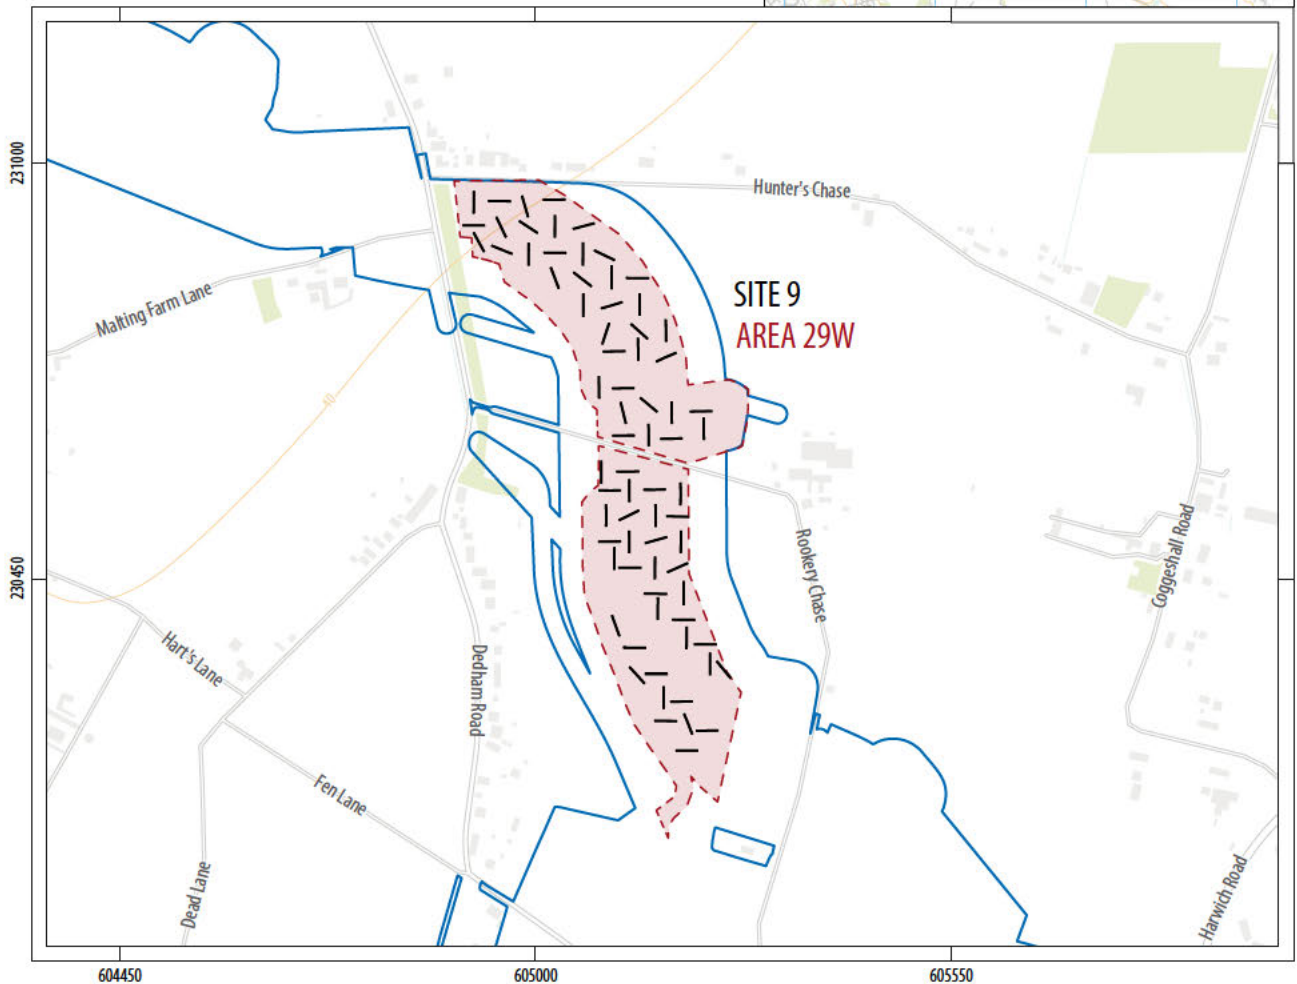 231000
Hunter's Chase
SITE 9
AREA 29W
Malting Farm Lane
40
Coggeshall Road
230450
Rookery Chase
Hart's Lane
Dedham Road
Fen Lane
Dead Lane
Harwich Road
604450
605000
605550